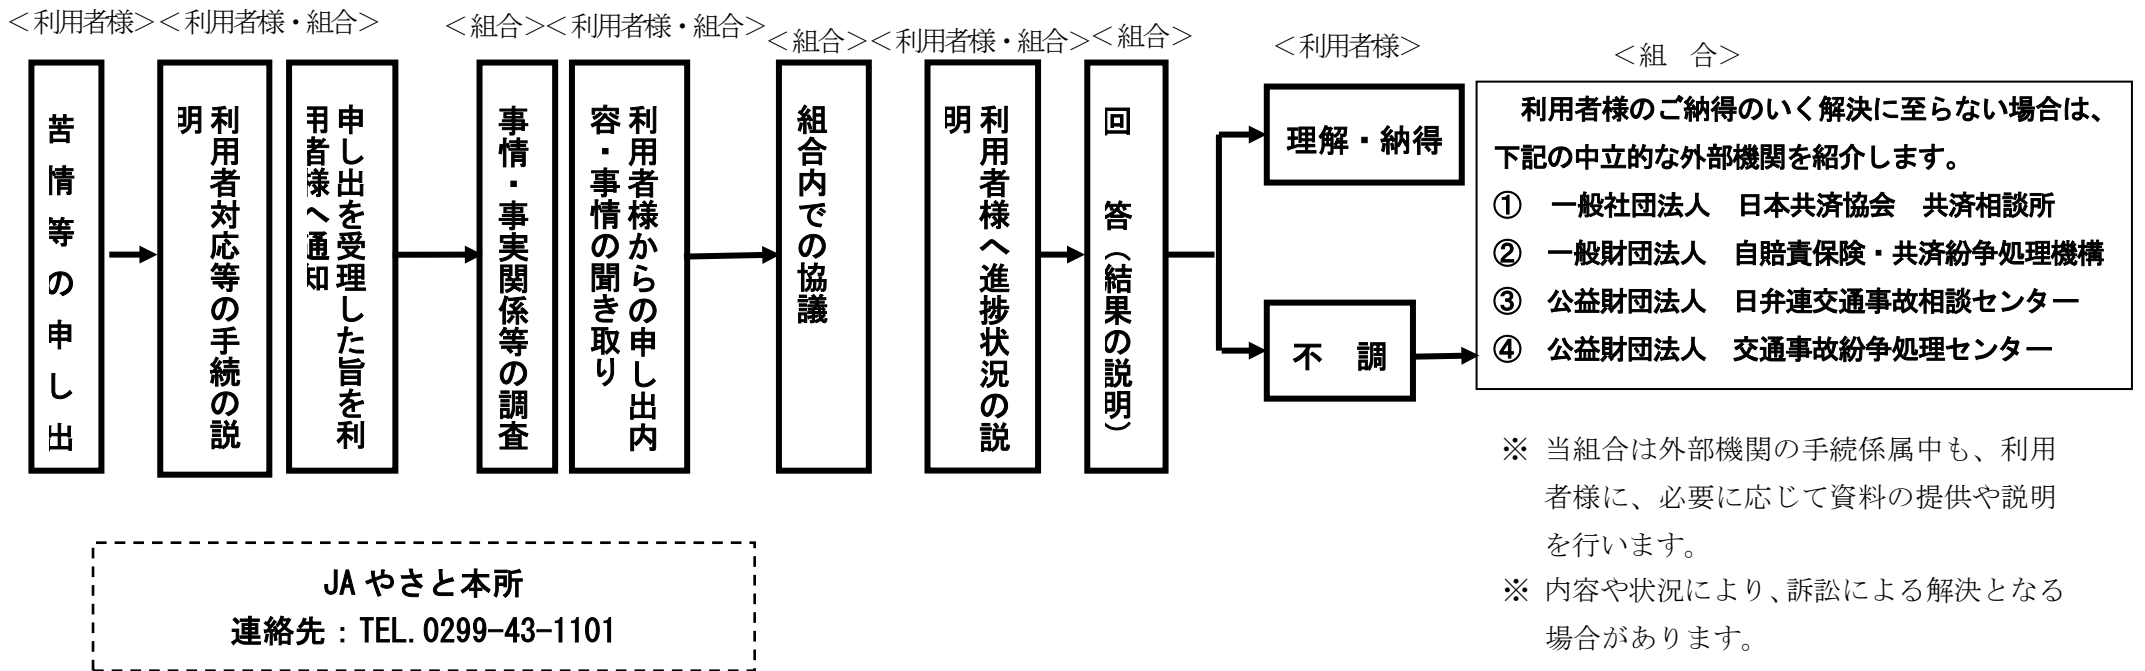 ＜利用者様＞
＜利用者様・組合＞
＜組合＞
＜利用者様・組合＞
＜組合＞
＜利用者様・組合＞
＜組合＞
＜利用者様＞
＜組　合＞
苦情等の申し出
利用者対応等の手続の説
明
申し出を受理した旨を利
用者様へ通知
事情・事実関係等の調査
利用者様からの申し出内
容・事情の聞き取り
組合内での協議
利用者様へ進捗状況の説
明
回　答（結果の説明）
理解・納得
不　調
利用者様のご納得のいく解決に至らない場合は、
下記の中立的な外部機関を紹介します。
①　一般社団法人　日本共済協会　共済相談所
②　一般財団法人　自賠責保険・共済紛争処理機構
③　公益財団法人　日弁連交通事故相談センター
④　公益財団法人　交通事故紛争処理センター
※ 当組合は外部機関の手続係属中も、利用
者様に、必要に応じて資料の提供や説明
を行います。
※ 内容や状況により、訴訟による解決となる
場合があります。
JA やさと本所
連絡先：TEL.0299-43-1101